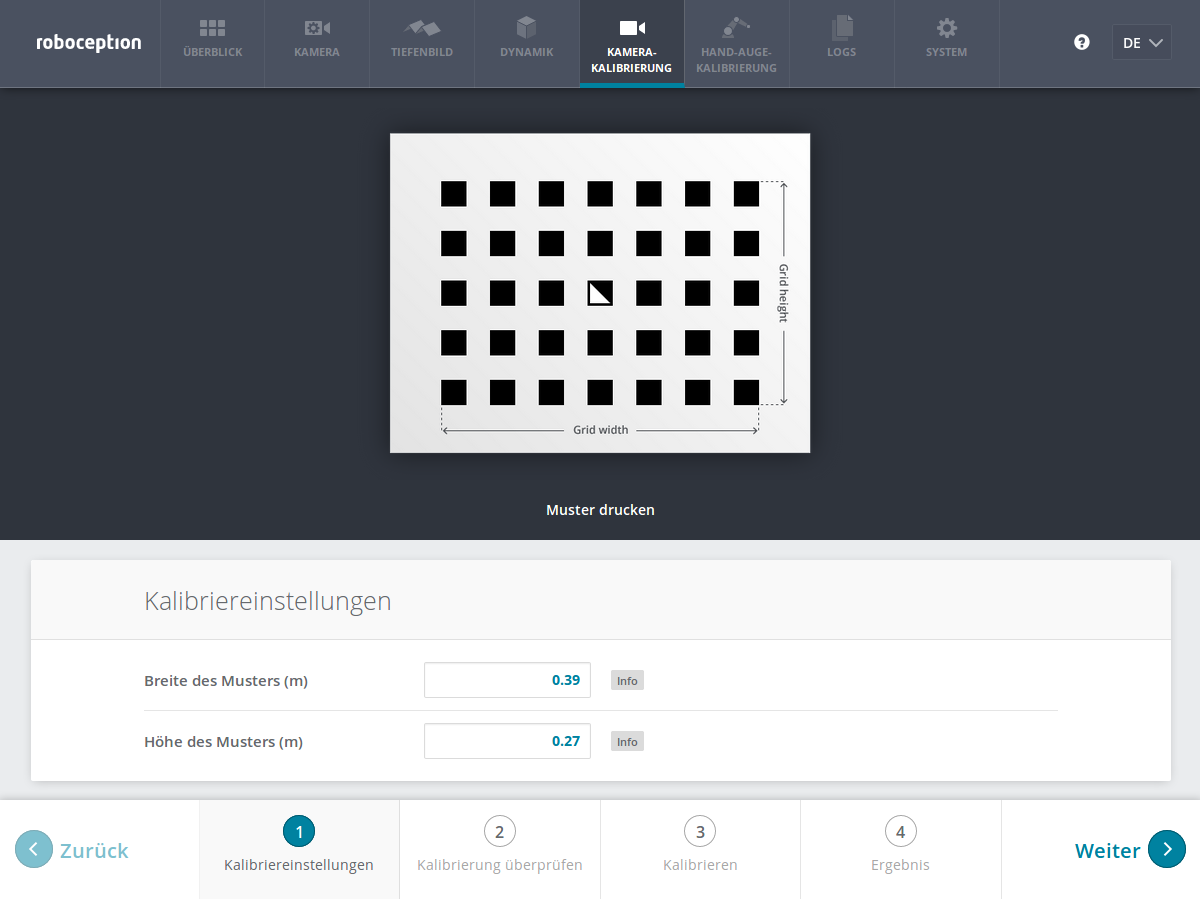 roboception
ÜBERBLICK
KAMERA
TIEFENBILD
DYNAMIK
KAMERA-
KALIBRIERUNG
HAND-AUGE-
KALIBRIERUNG
LOGS
SYSTEM
?
DE
Grid height
Grid width
Muster drucken
Kalibriereinstellungen
Breite des Musters (m)
0.39
Info
Höhe des Musters (m)
0.27
Info
Zurück
1
Kalibriereinstellungen
2
Kalibrierung überprüfen
3
Kalibrieren
4
Ergebnis
Weiter